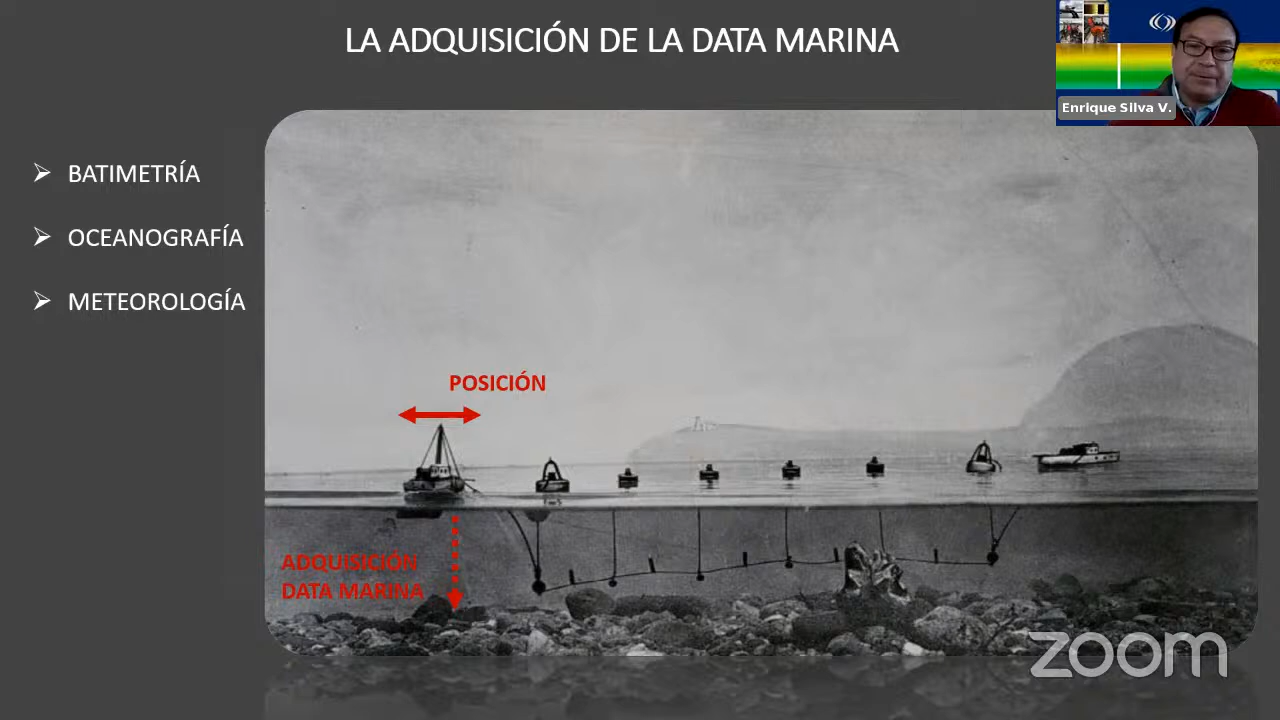 LA ADQUISICIÓN DE LA DATA MARINA
Enrique Silva V.
BATIMETRÍA
OCEANOGRAFÍA
METEOROLOGÍA
POSICIÓN
ADQUISICIÓN
DATA MARINA
zoom